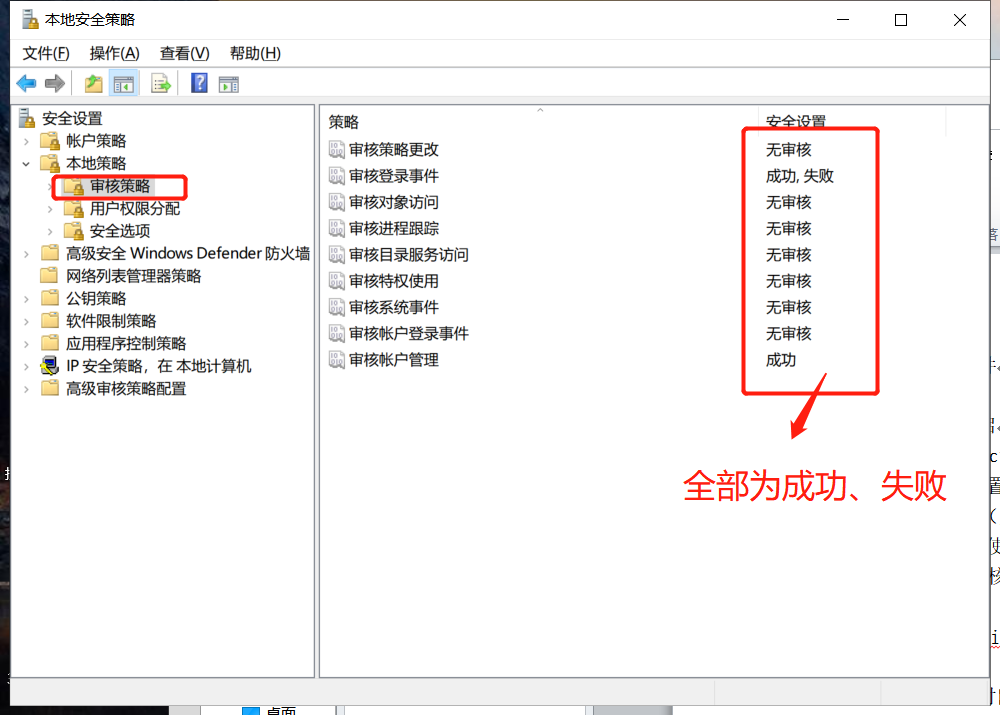 本地安全策略
文件(F) 操作(A) 查看(V) 帮助(H)
安全设置
帐户策略
本地策略
审核策略
用户权限分配
安全选项
高级安全 Windows Defender 防火墙
网络列表管理器策略
公钥策略
软件限制策略
应用程序控制策略
IP 安全策略，在 本地计算机
高级审核策略配置
策略 安全设置
审核策略更改 无审核
审核登录事件 成功, 失败
审核对象访问 无审核
审核进程跟踪 无审核
审核目录服务访问 无审核
审核特权使用 无审核
审核系统事件 无审核
审核帐户登录事件 无审核
审核帐户管理 成功
全部为成功、失败
桌面